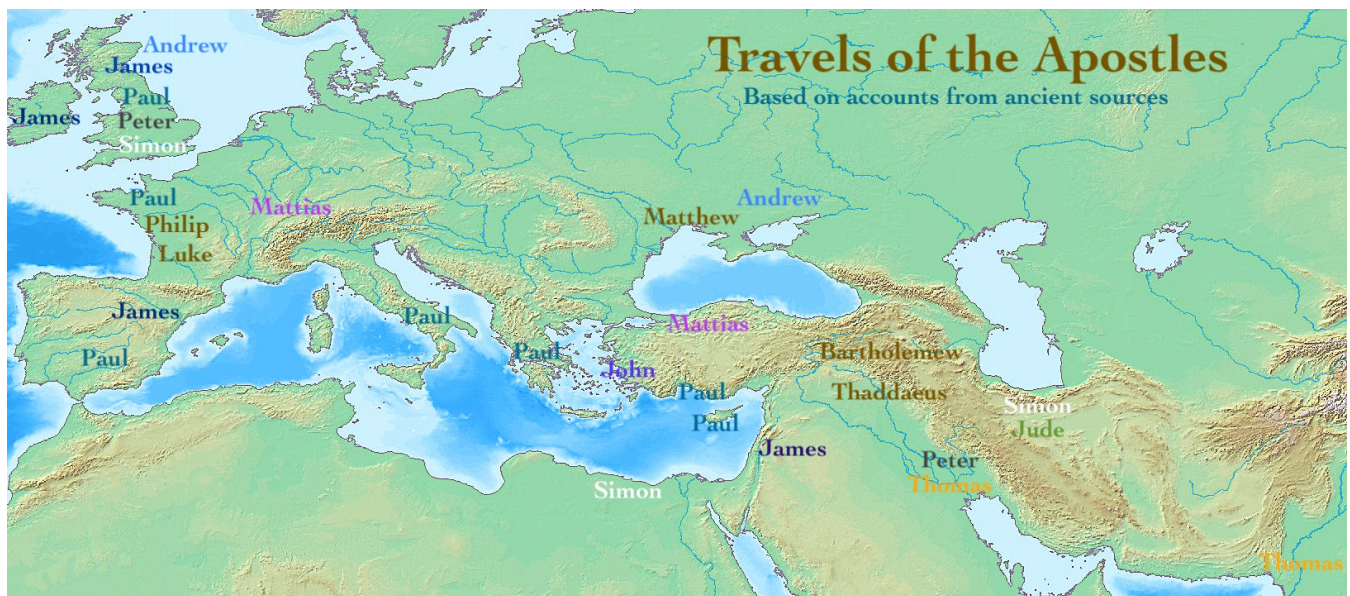 Travels of the Apostles
Based on accounts from ancient sources
Andrew
James
Paul
James
Peter
Simon
Paul
Philip
Luke
Mattias
James
Paul
Paul
Matthew
Andrew
Mattias
Paul
John
Paul
Paul
Bartholemew
Thaddaeus
Simon
Jude
James
Peter
Thomas
Simon
Thomas